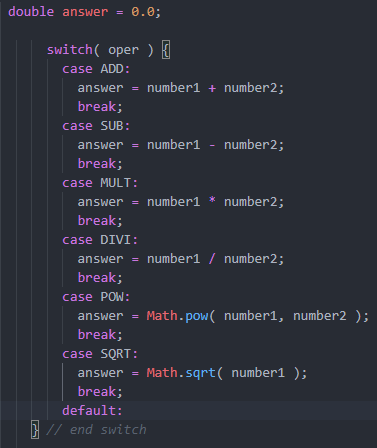 double answer = 0.0;
switch( oper ) {
case ADD:
answer = number1 + number2;
break;
case SUB:
answer = number1 - number2;
break;
case MULT:
answer = number1 * number2;
break;
case DIVI:
answer = number1 / number2;
break;
case POW:
answer = Math.pow( number1, number2 );
break;
case SQRT:
answer = Math.sqrt( number1 );
break;
default:
} // end switch